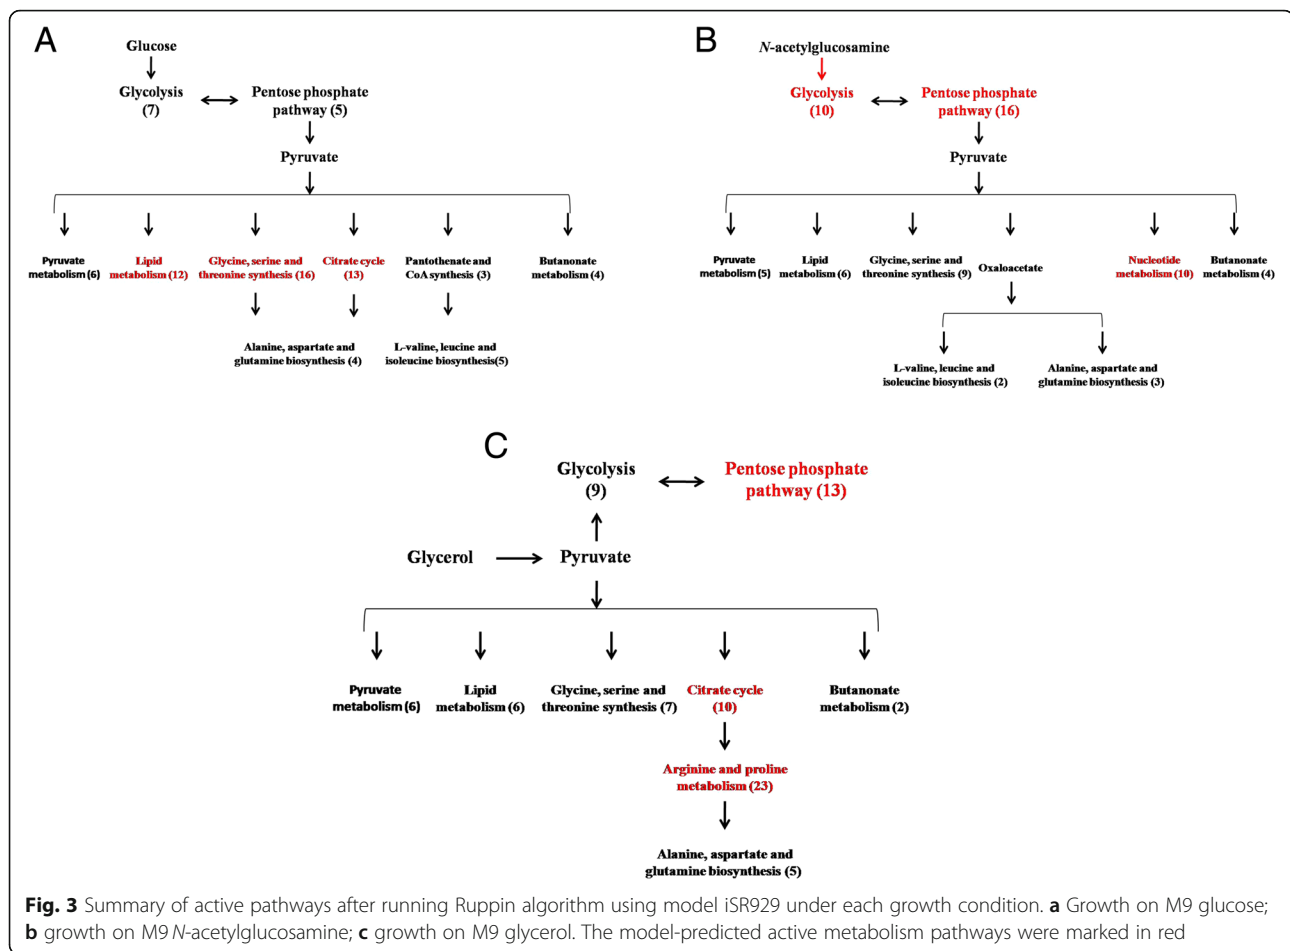 A
Glucose
Glycolysis
(7)
Pentose phosphate
pathway (5)
Pyruvate
Pyruvate
metabolism (6)
Lipid
metabolism (12)
Glycine, serine and
threonine synthesis (16)
Citrate cycle
(13)
Pantothenate and
CoA synthesis (3)
Butanonate
metabolism (4)
Alanine, aspartate and
glutamine biosynthesis (4)
L-valine, leucine and
isoleucine biosynthesis(5)
B
N-acetylglucosamine
Glycolysis
(10)
Pentose phosphate
pathway (16)
Pyruvate
Pyruvate
metabolism (5)
Lipid
metabolism (6)
Glycine, serine and
threonine synthesis (9)
Oxaloacetate
Nucleotide
metabolism (10)
Butanonate
metabolism (4)
L-valine, leucine and
isoleucine biosynthesis (2)
Alanine, aspartate and
glutamine biosynthesis (3)
C
Glycolysis
(9)
Pentose phosphate
pathway (13)
Glycerol
Pyruvate
Pyruvate
metabolism (6)
Lipid
metabolism (6)
Glycine, serine and
threonine synthesis (7)
Citrate cycle
(10)
Butanonate
metabolism (2)
Arginine and proline
metabolism (23)
Alanine, aspartate and
glutamine biosynthesis (5)
Fig. 3 Summary of active pathways after running Ruppin algorithm using model iSR929 under each growth condition. a Growth on M9 glucose;
b growth on M9 N-acetylglucosamine; c growth on M9 glycerol. The model-predicted active metabolism pathways were marked in red